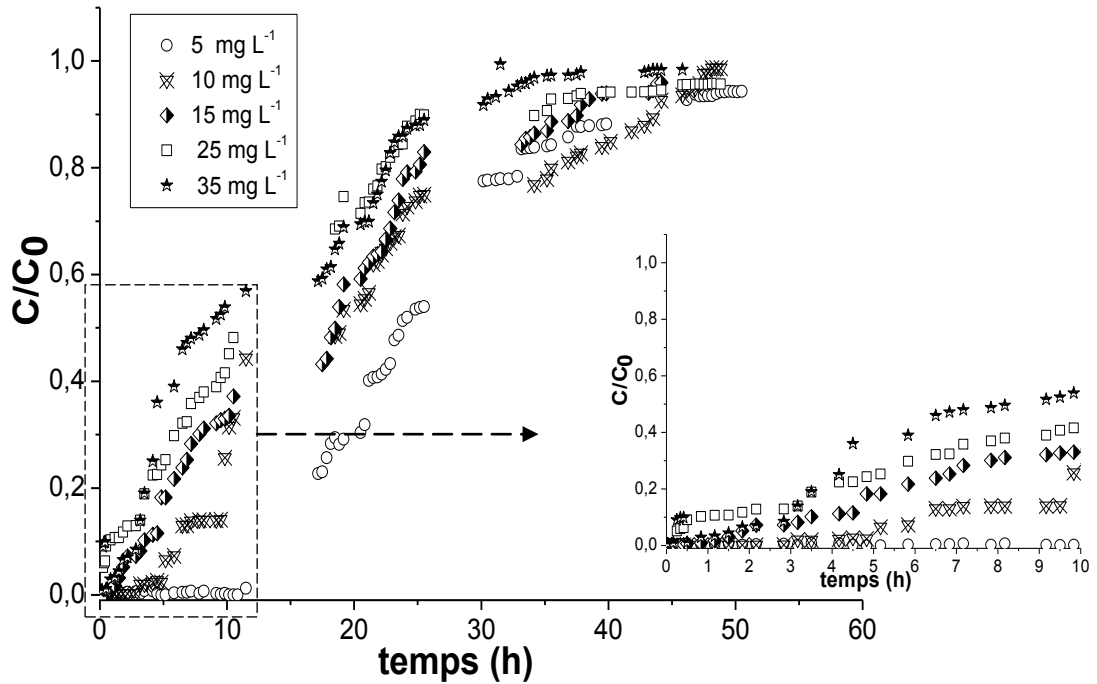 5 mg L⁻¹
10 mg L⁻¹
15 mg L⁻¹
25 mg L⁻¹
35 mg L⁻¹
C/C0
1,0
0,8
0,6
0,4
0,2
0,0
0 10 20 30 40 50 60
temps (h)
C/C0
1,0
0,8
0,6
0,4
0,2
0,0
0 1 2 3 4 5 6 7 8 9 10
temps (h)